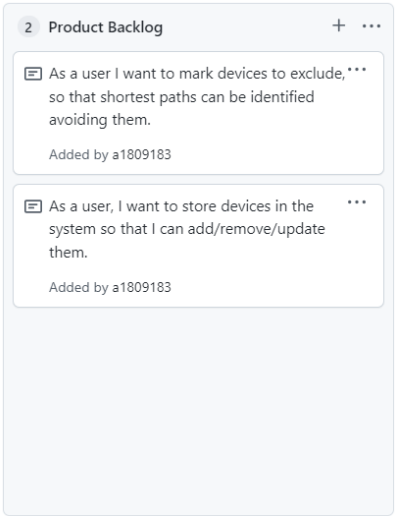 2 Product Backlog
As a user I want to mark devices to exclude,
so that shortest paths can be identified
avoiding them.
Added by a1809183
As a user, I want to store devices in the
system so that I can add/remove/update
them.
Added by a1809183